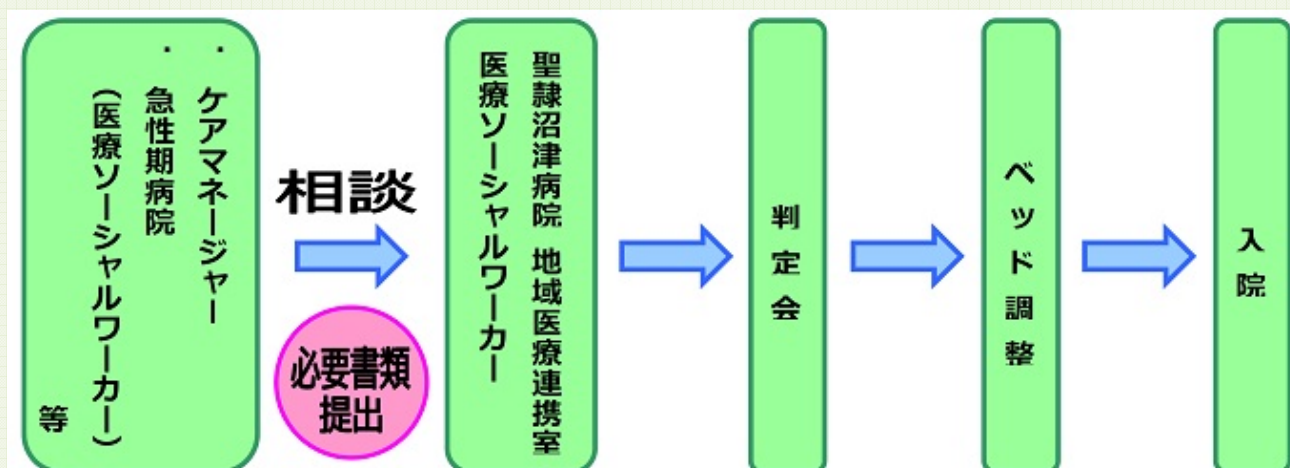 ・ケアマネージャー
・急性期病院
（医療ソーシャルワーカー）
等
相談
必要書類
提出
聖隷沼津病院 地域医療連携室
医療ソーシャルワーカー
判定会
ベッド調整
入院